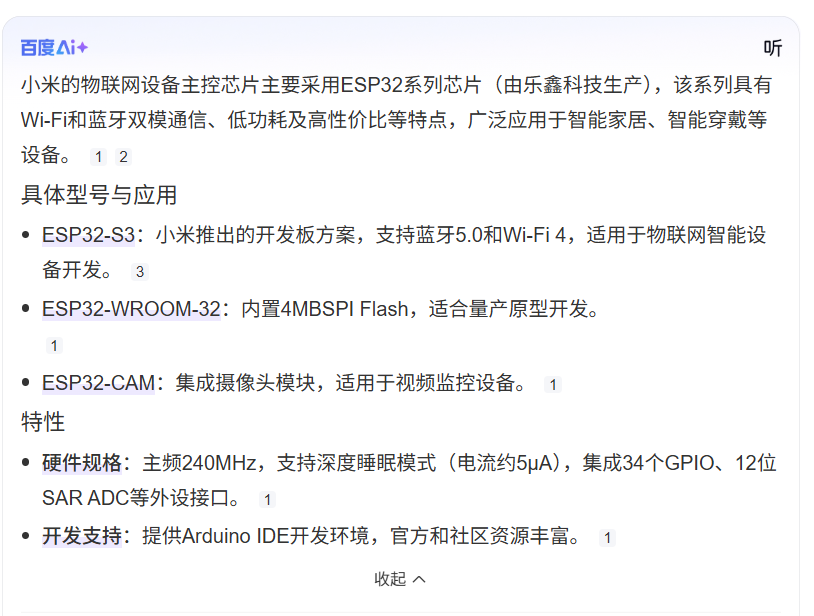 百度Ai+ 听
小米的物联网设备主控芯片主要采用ESP32系列芯片（由乐鑫科技生产），该系列具有
Wi-Fi和蓝牙双模通信、低功耗及高性价比等特点，广泛应用于智能家居、智能穿戴等
设备。 1 2
具体型号与应用
• ESP32-S3：小米推出的开发板方案，支持蓝牙5.0和Wi-Fi 4，适用于物联网智能设
备开发。 3
• ESP32-WROOM-32：内置4MBSPI Flash，适合量产原型开发。
1
• ESP32-CAM：集成摄像头模块，适用于视频监控设备。 1
特性
• 硬件规格：主频240MHz，支持深度睡眠模式（电流约5μA），集成34个GPIO、12位
SAR ADC等外设接口。 1
• 开发支持：提供Arduino IDE开发环境，官方和社区资源丰富。 1
收起